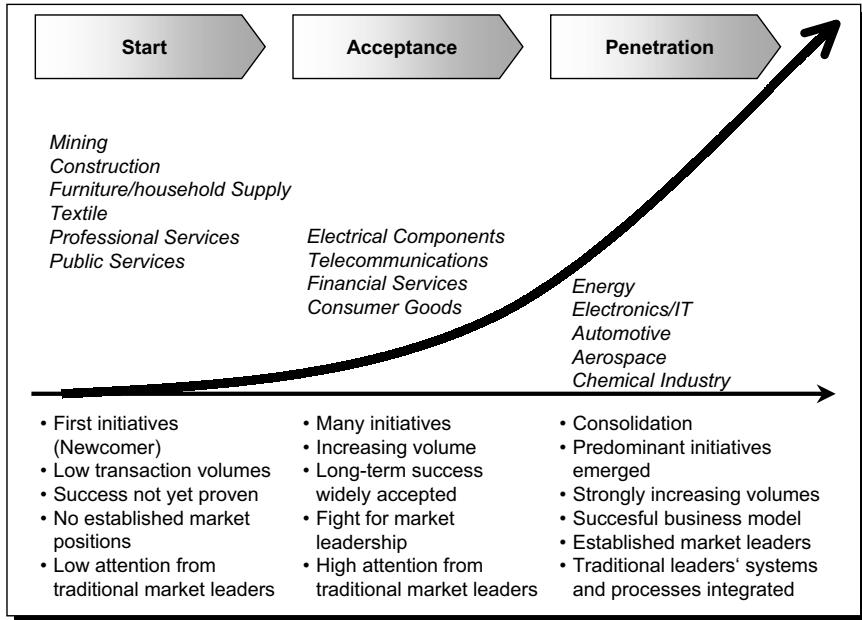 Start
Acceptance
Penetration
Mining
Construction
Furniture/household Supply
Textile
Professional Services
Public Services
Electrical Components
Telecommunications
Financial Services
Consumer Goods
Energy
Electronics/IT
Automotive
Aerospace
Chemical Industry
• First initiatives
(Newcomer)
• Low transaction volumes
• Success not yet proven
• No established market
positions
• Low attention from
traditional market leaders
• Many initiatives
• Increasing volume
• Long-term success
widely accepted
• Fight for market
leadership
• High attention from
traditional market leaders
• Consolidation
• Predominant initiatives
emerged
• Strongly increasing volumes
• Succesful business model
• Established market leaders
• Traditional leaders‘ systems
and processes integrated